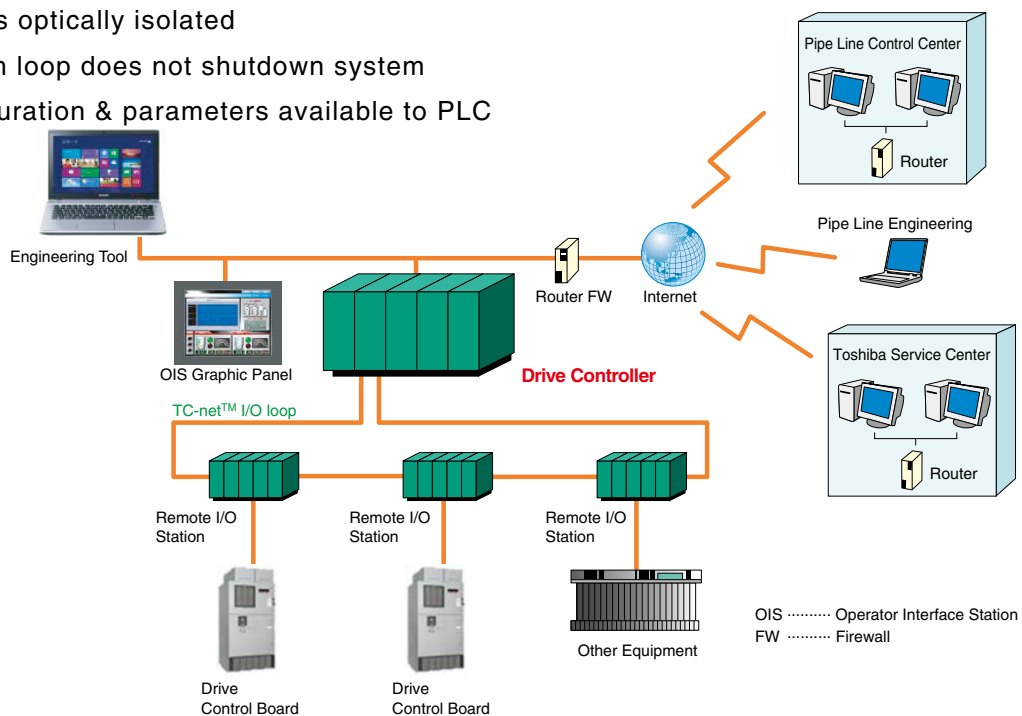 s optically isolated
loop does not shutdown system
uration & parameters available to PLC
Pipe Line Control Center
Router
Engineering Tool
Pipe Line Engineering
Router FW
Internet
OIS Graphic Panel
Drive Controller
Toshiba Service Center
TC-net™ I/O loop
Router
Remote I/O
Station
Remote I/O
Station
Remote I/O
Station
OIS ·········· Operator Interface Station
FW ·········· Firewall
Other Equipment
Drive
Control Board
Drive
Control Board